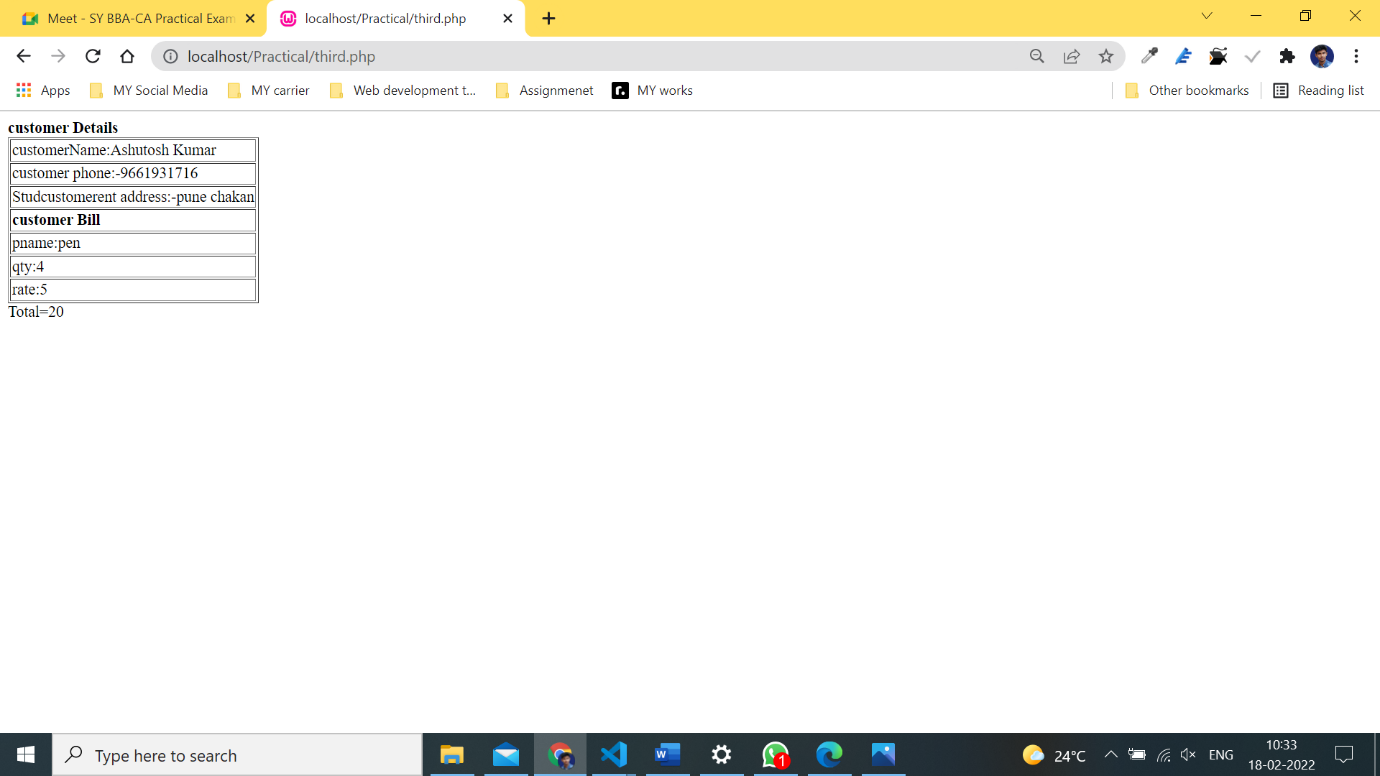 Meet - SY BBA-CA Practical Exam
localhost/Practical/third.php
localhost/Practical/third.php
Apps MY Social Media MY carrier Web development t... Assignmenet r. MY works Other bookmarks Reading list
customer Details
customerName:Ashutosh Kumar
customer phone:-9661931716
Studcustomerent address:-pune chakan
customer Bill
pname:pen
qty:4
rate:5
Total=20
Type here to search
W
1
24°C
ENG
10:33
18-02-2022